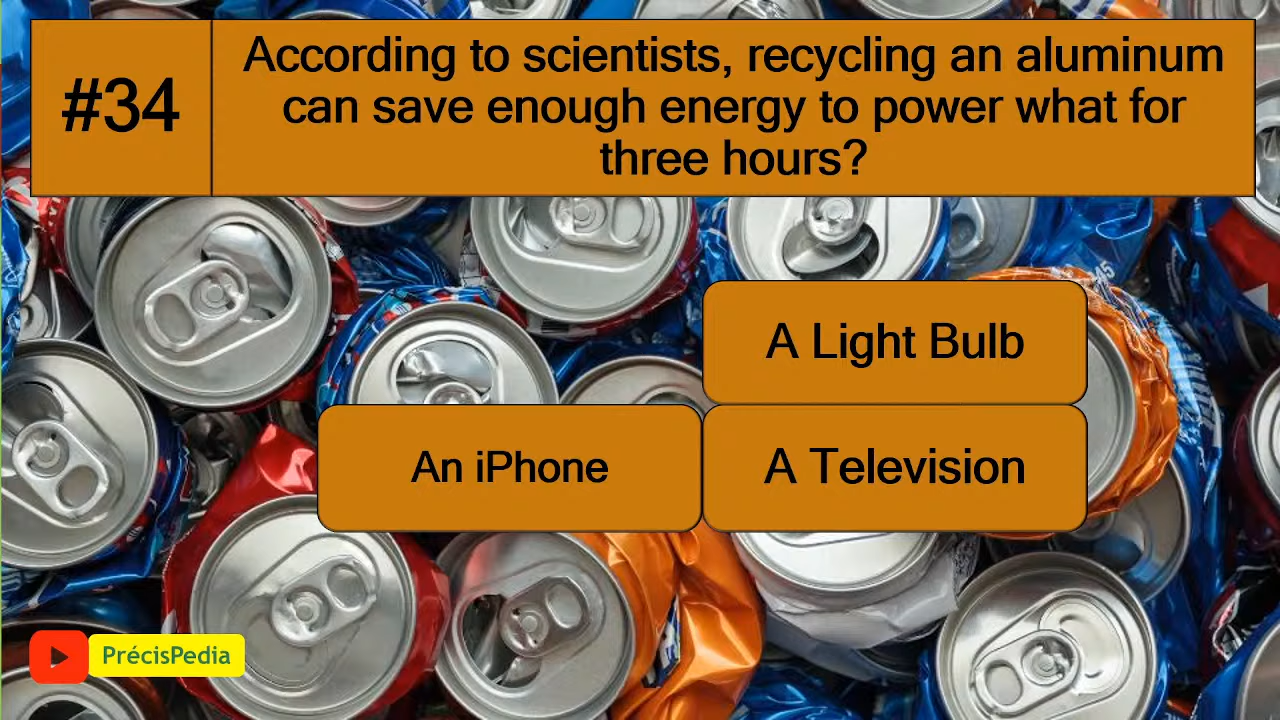 #34
According to scientists, recycling an aluminum
can save enough energy to power what for
three hours?
A Light Bulb
An iPhone
A Television
PrécisPedia